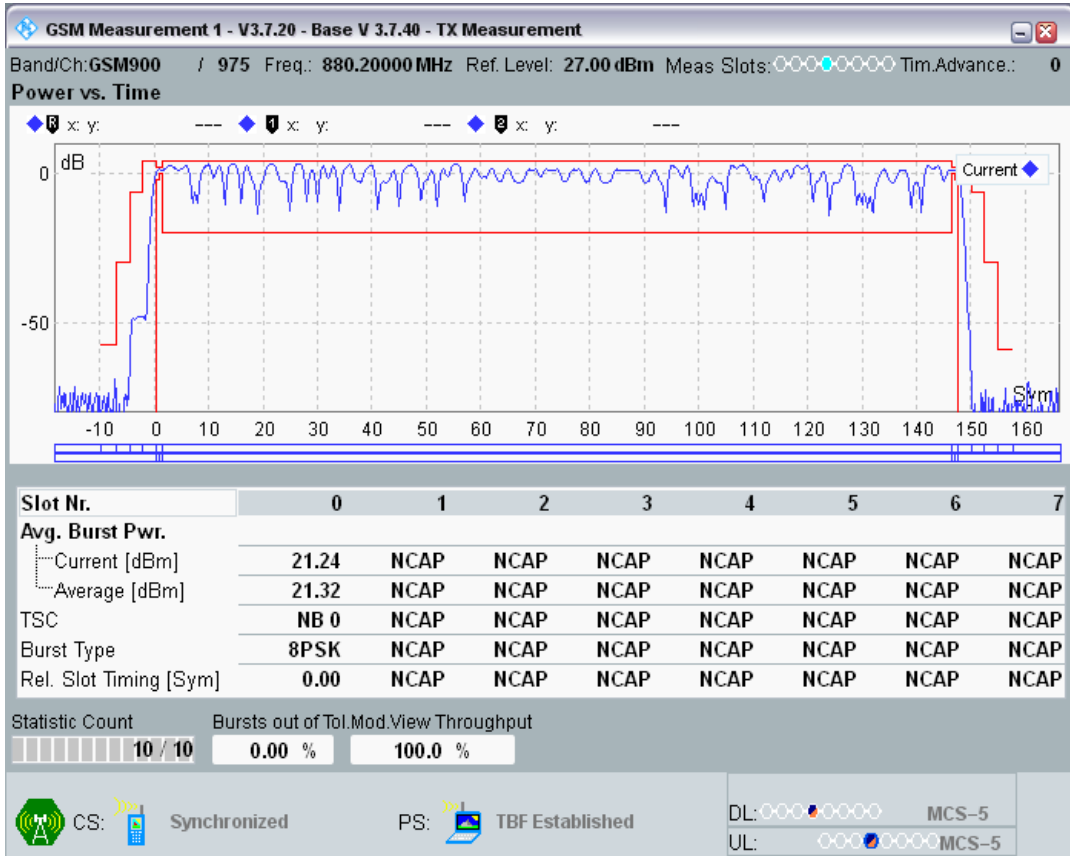 GSM Measurement 1 - V3.7.20 - Base V 3.7.40 - TX Measurement
Band/Ch:GSM900 / 975 Freq.: 880.20000 MHz Ref. Level: 27.00 dBm Meas Slots: Tim.Advance.: 0
Power vs. Time
R x: y: --- 1 x: y: --- 2 x: y: ---
dB
Current
0
-50
Sym
-10 0 10 20 30 40 50 60 70 80 90 100 110 120 130 140 150 160
Slot Nr. 0 1 2 3 4 5 6 7
Avg. Burst Pwr.
Current [dBm] 21.24 NCAP NCAP NCAP NCAP NCAP NCAP NCAP
Average [dBm] 21.32 NCAP NCAP NCAP NCAP NCAP NCAP NCAP
TSC NB 0 NCAP NCAP NCAP NCAP NCAP NCAP NCAP
Burst Type 8PSK NCAP NCAP NCAP NCAP NCAP NCAP NCAP
Rel. Slot Timing [Sym] 0.00 NCAP NCAP NCAP NCAP NCAP NCAP NCAP
Statistic Count Bursts out of Tol.Mod.View Throughput
10 / 10 0.00 % 100.0 %
CS: Synchronized PS: TBF Established
DL: MCS-5
UL: MCS-5